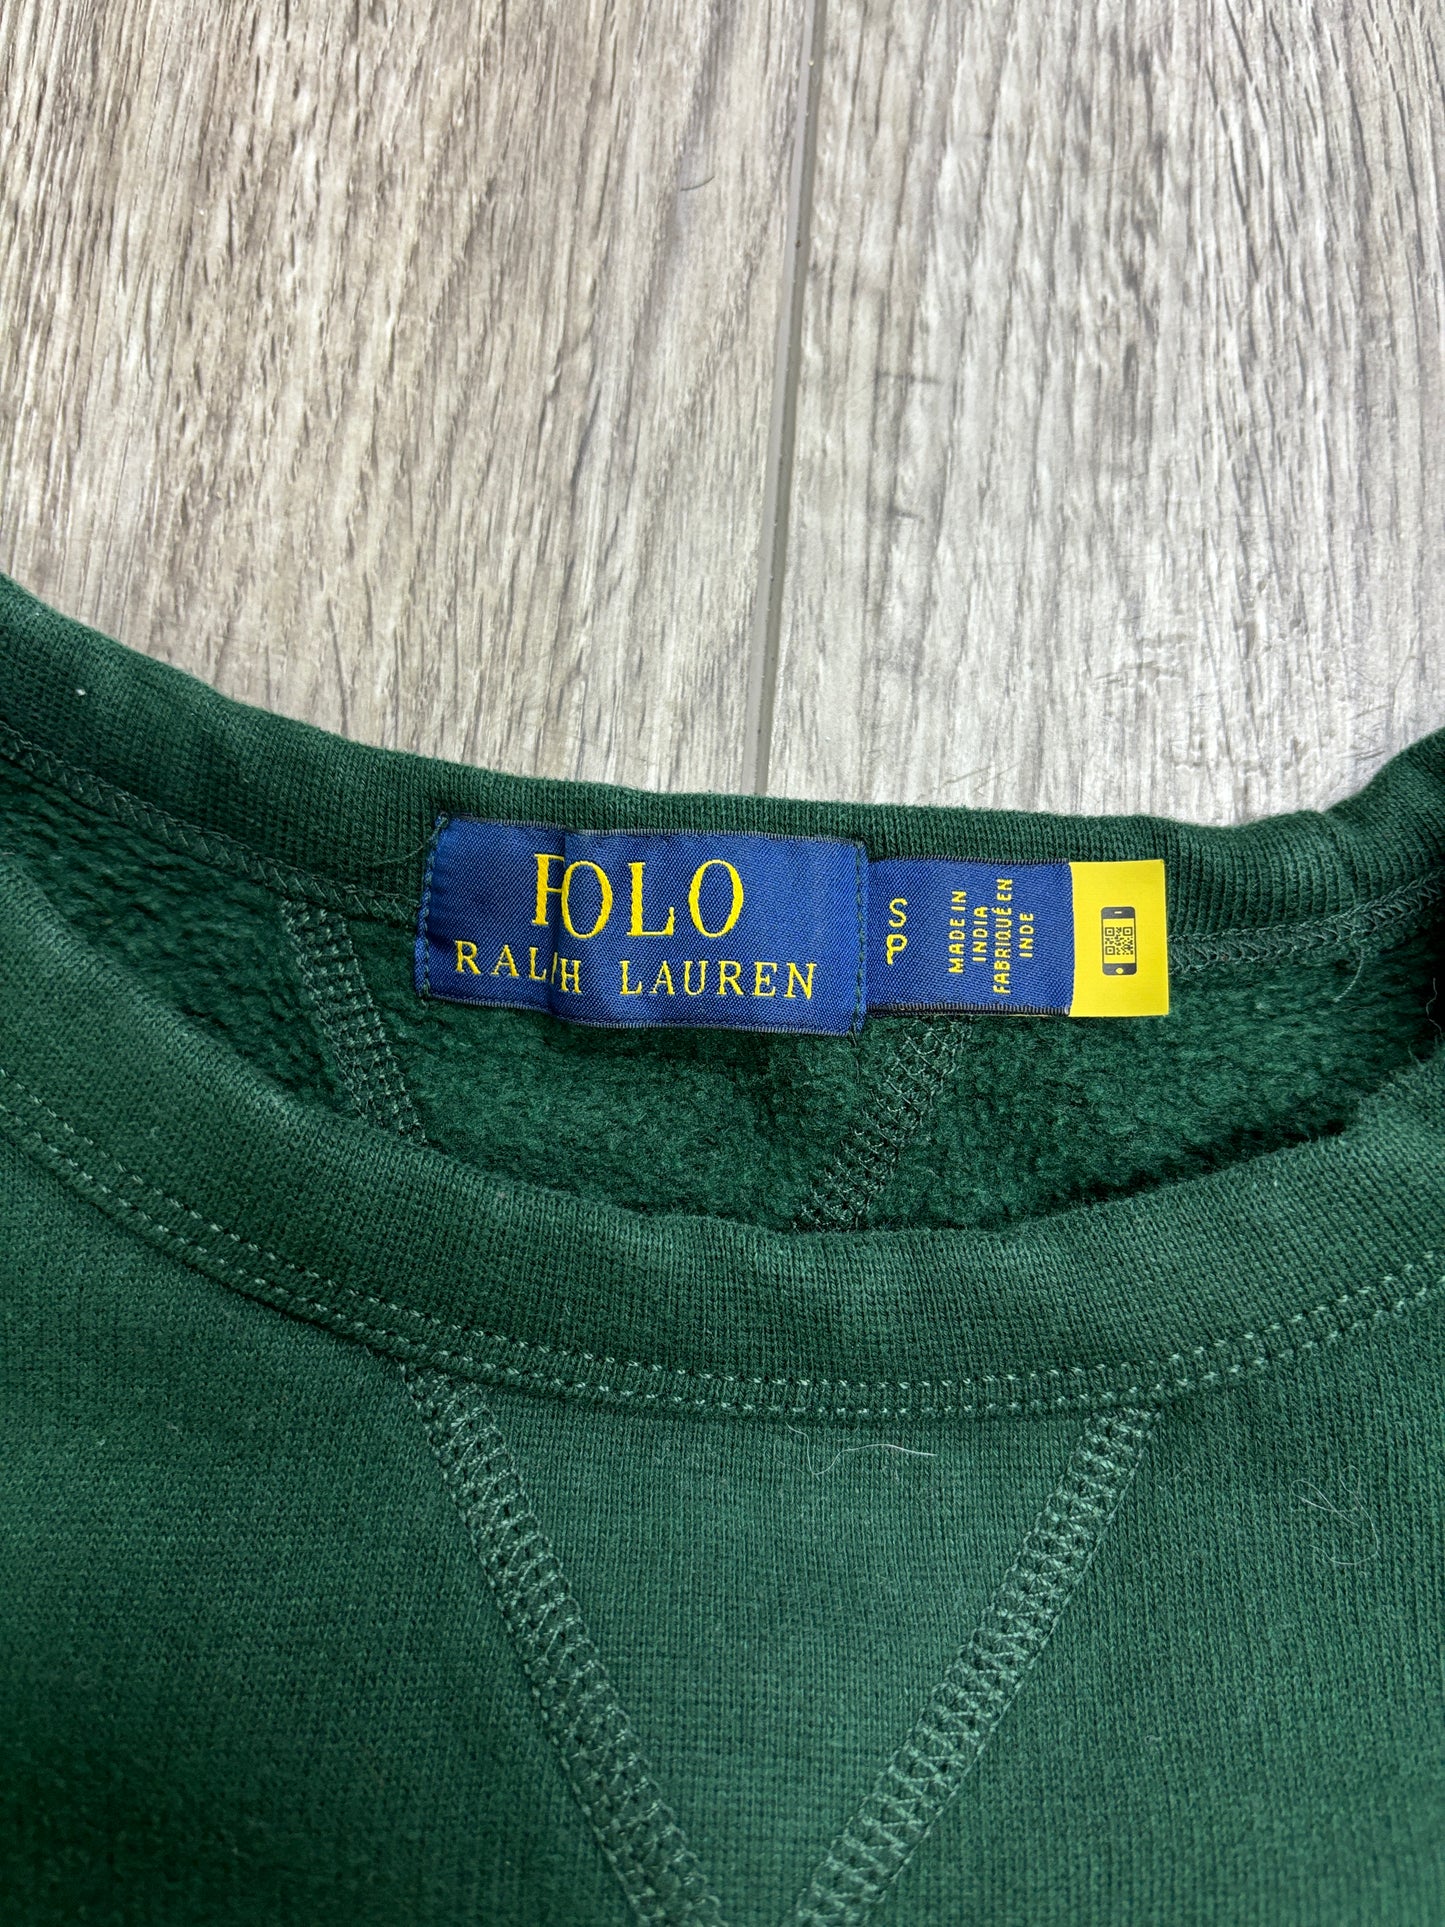 POLO
RALPH LAUREN
S
P
MADE IN
INDIA
FABRIQUÉ EN
INDE